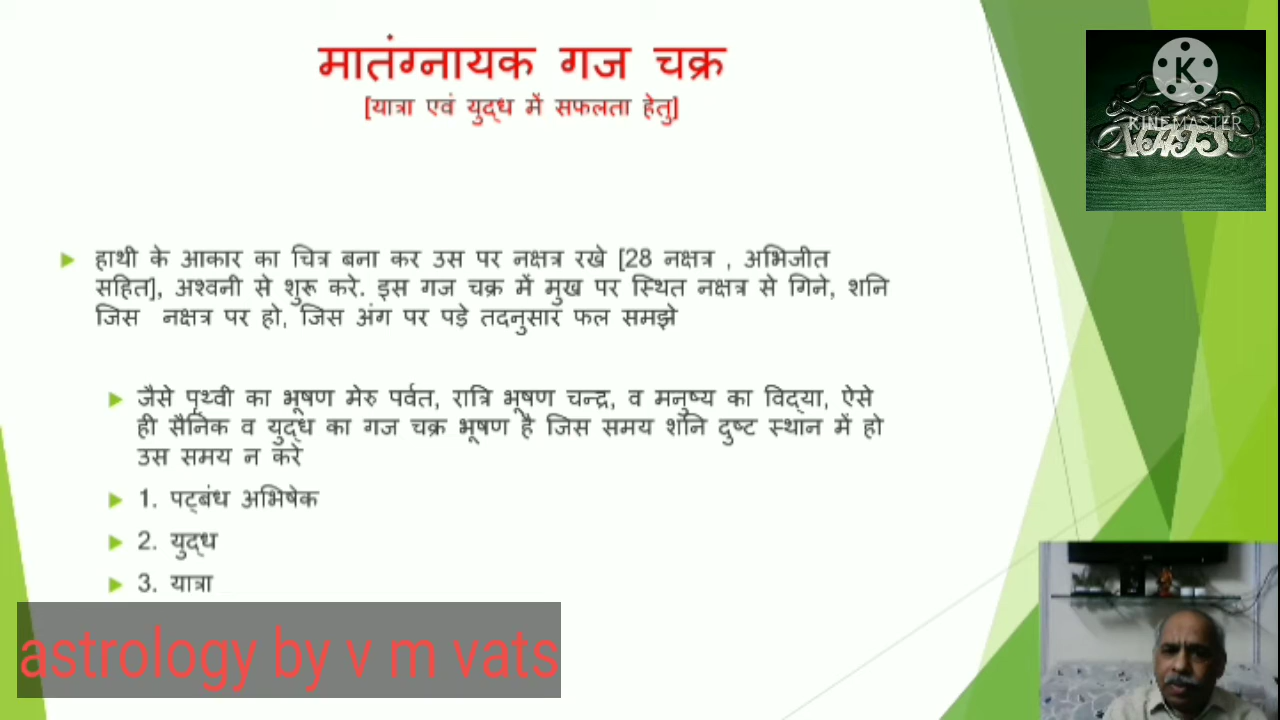 मातंग्नायक गज चक्र
[यात्रा एवं युद्ध में सफलता हेतु]
K
KINEMASTER
VATS
हाथी के आकार का चित्र बना कर उस पर नक्षत्र रखे [28 नक्षत्र , अभिजीत
सहित], अश्वनी से शुरू करे. इस गज चक्र में मुख पर स्थित नक्षत्र से गिने, शनि
जिस नक्षत्र पर हो, जिस अंग पर पड़े तदनुसार फल समझे
जैसे पृथ्वी का भूषण मेरु पर्वत, रात्रि भूषण चन्द्र, व मनुष्य का विद्या, ऐसे
ही सैनिक व युद्ध का गज चक्र भूषण है जिस समय शनि दुष्ट स्थान में हो
उस समय न करे
1. पट्बंध अभिषेक
2. युद्ध
3. यात्रा
astrology by v m vats